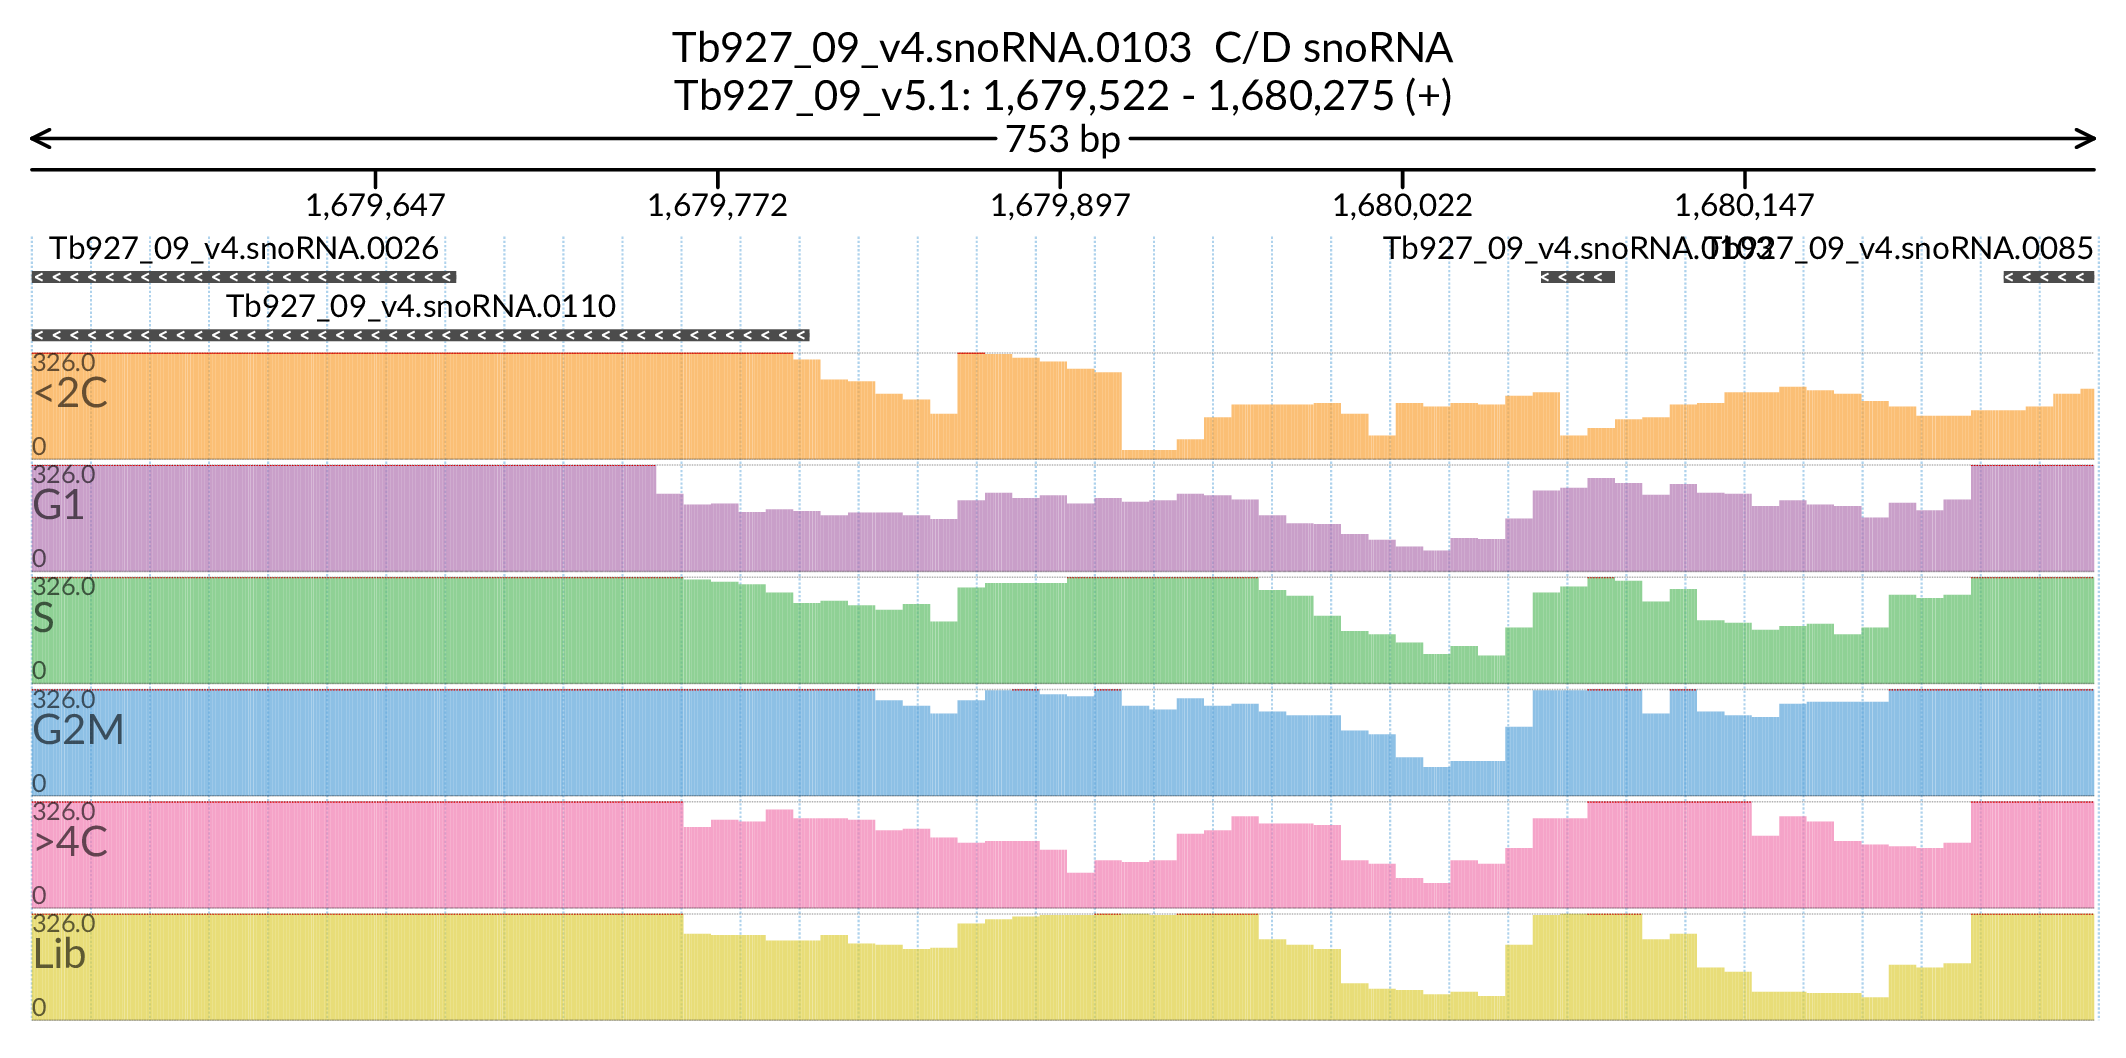 Tb927_09_v4.snoRNA.0103  C/D snoRNA
Tb927_09_v5.1: 1,679,522 - 1,680,275 (+)
753 bp
1,679,647 1,679,772 1,679,897 1,680,022 1,680,147
Tb927_09_v4.snoRNA.0026 Tb927_09_v4.snoRNA.0103 Tb927_09_v4.snoRNA.0085
Tb927_09_v4.snoRNA.0110
326.0
<2C
0
326.0
G1
0
326.0
S
0
326.0
G2M
0
326.0
>4C
0
326.0
Lib
0